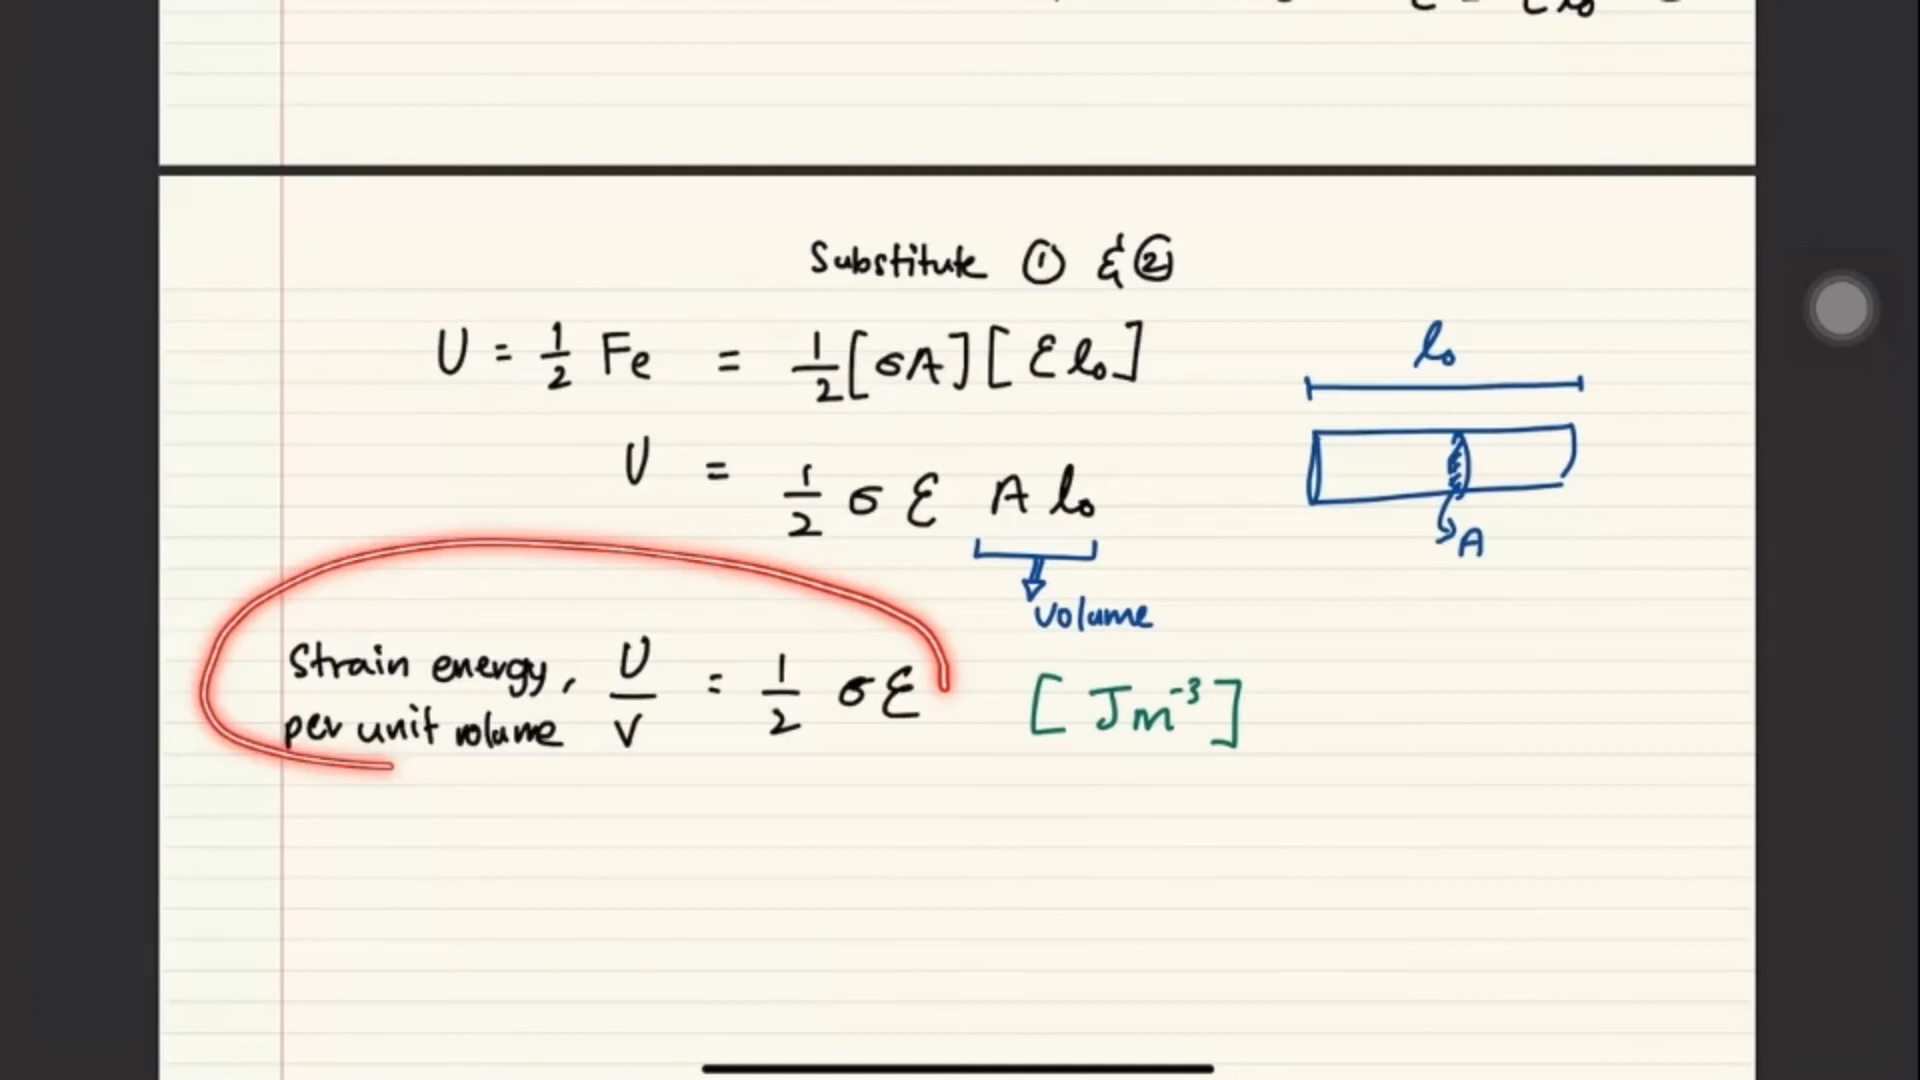 Substitute ① & ②
U = 1/2 Fe = 1/2 [σA][εl₀]
l₀
U = 1/2 σ ε A l₀
A
volume
Strain energy, U/V = 1/2 σε [Jm⁻³]
per unit volume